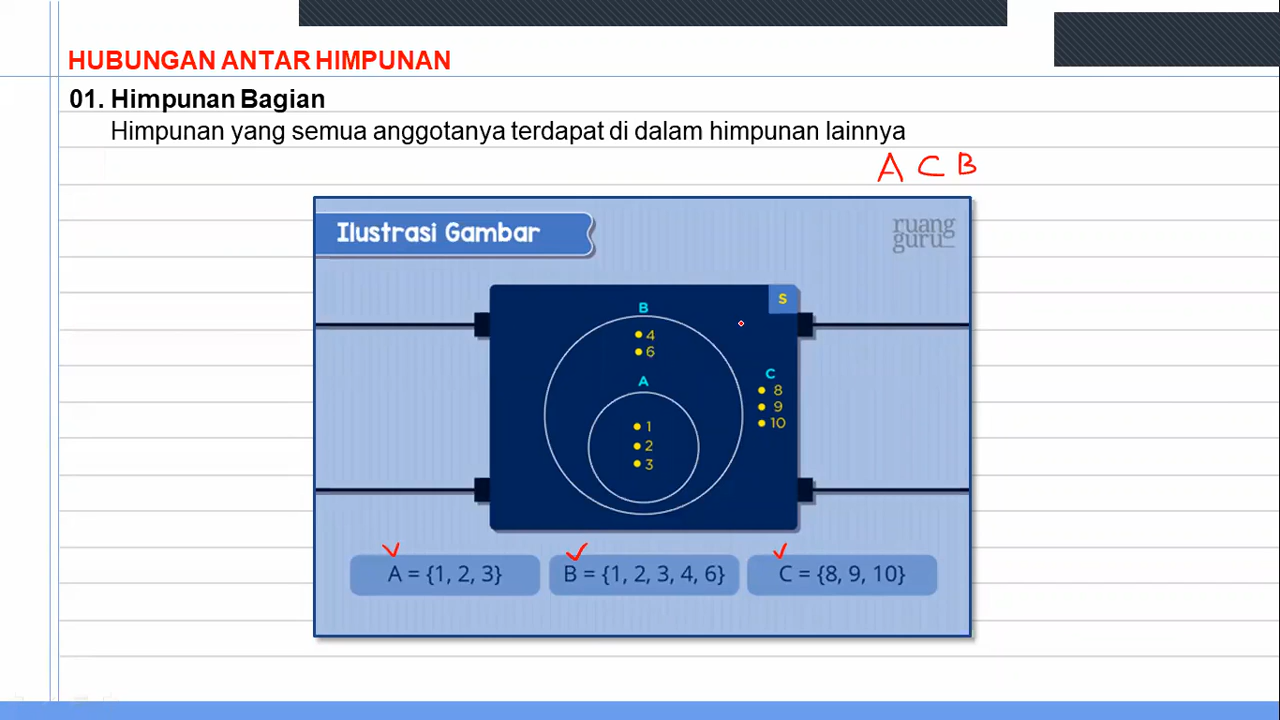 HUBUNGAN ANTAR HIMPUNAN
01. Himpunan Bagian
Himpunan yang semua anggotanya terdapat di dalam himpunan lainnya
A ⊂ B
Ilustrasi Gambar
ruang
guru
S
B
4
6
A
1
2
3
C
8
9
10
A = {1, 2, 3}
B = {1, 2, 3, 4, 6}
C = {8, 9, 10}